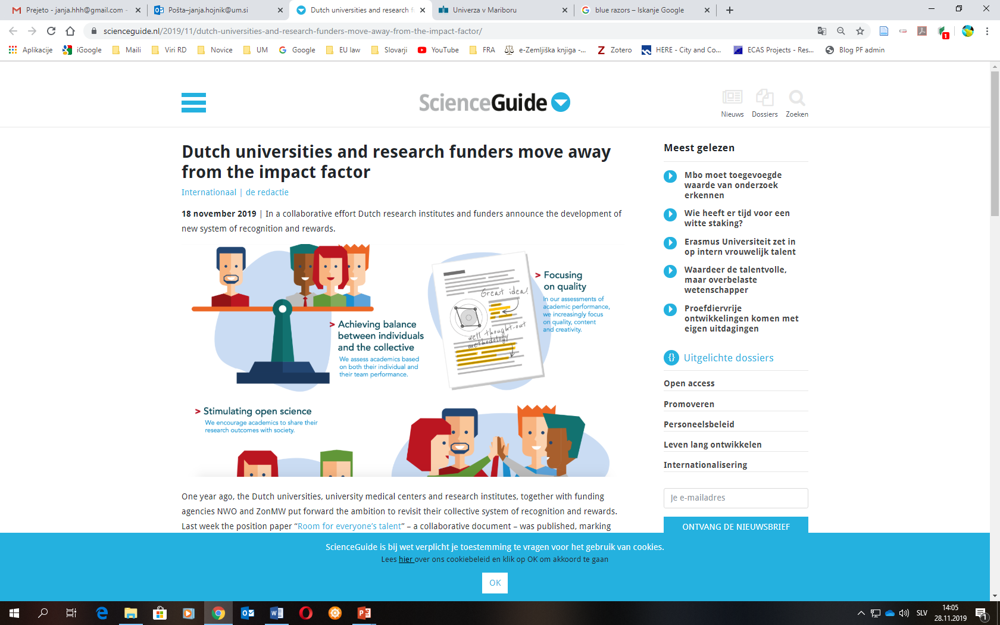 Prejeto - janja.hhh@gmail.com -
Pošta–janja.hojnik@um.si
Dutch universities and research f
Univerza v Mariboru
blue razors – Iskanje Google
scienceguide.nl/2019/11/dutch-universities-and-research-funders-move-away-from-the-impact-factor/
Aplikacije
iGoogle
Maili
Viri RD
Novice
UM
Google
EU law
Slovarji
YouTube
FRA
e-Zemljiška knjiga -...
Zotero
HERE - City and Co...
ECAS Projects - Res...
Blog PF admin
ScienceGuide
Nieuws
Dossiers
Zoeken
Dutch universities and research funders move away
from the impact factor
Internationaal | de redactie
18 november 2019 | In a collaborative effort Dutch research institutes and funders announce the development of
new system of recognition and rewards.
> Achieving balance
between individuals
and the collective
We assess academics based
on both their individual and
their team performance.
Great idea!
well thought-out
methodology!
> Focusing
on quality
In our assessments of
academic performance,
we increasingly focus
on quality, content
and creativity.
> Stimulating open science
We encourage academics to share their
research outcomes with society.
One year ago, the Dutch universities, university medical centers and research institutes, together with funding
agencies NWO and ZonMW put forward the ambition to revisit their collective system of recognition and rewards.
Last week the position paper “Room for everyone’s talent” – a collaborative document – was published, marking
Meest gelezen
Mbo moet toegevoegde
waarde van onderzoek
erkennen
Wie heeft er tijd voor een
witte staking?
Erasmus Universiteit zet in
op intern vrouwelijk talent
Waardeer de talentvolle,
maar overbelaste
wetenschapper
Proefdiervrije
ontwikkelingen komen met
eigen uitdagingen
{} Uitgelichte dossiers
Open access
Promoveren
Personeelsbeleid
Leven lang ontwikkelen
Internationalisering
Je e-mailadres
ONTVANG DE NIEUWSBRIEF
ScienceGuide is bij wet verplicht je toestemming te vragen voor het gebruik van cookies.
Lees hier over ons cookiebeleid en klik op OK om akkoord te gaan
OK
SLV
14:05
28.11.2019
1